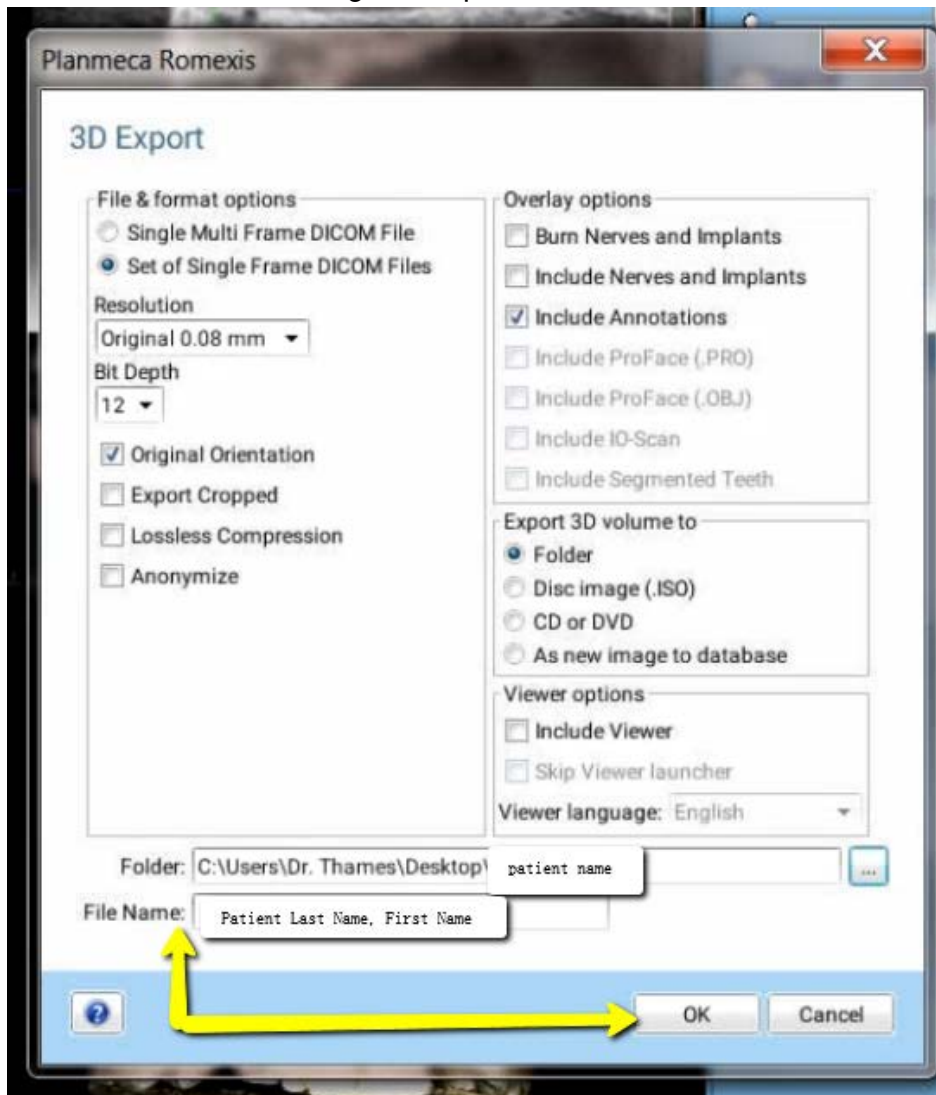 Planmeca Romexis
X
3D Export
File & format options
Single Multi Frame DICOM File
Set of Single Frame DICOM Files
Resolution
Original 0.08 mm
Bit Depth
12
Original Orientation
Export Cropped
Lossless Compression
Anonymize
Overlay options
Burn Nerves and Implants
Include Nerves and Implants
Include Annotations
Include ProFace (.PRO)
Include ProFace (.OBJ)
Include IO-Scan
Include Segmented Teeth
Export 3D volume to
Folder
Disc image (.ISO)
CD or DVD
As new image to database
Viewer options
Include Viewer
Skip Viewer launcher
Viewer language: English
Folder: C:\Users\Dr. Thames\Desktop\ patient name ...
File Name: Patient Last Name, First Name
? OK Cancel